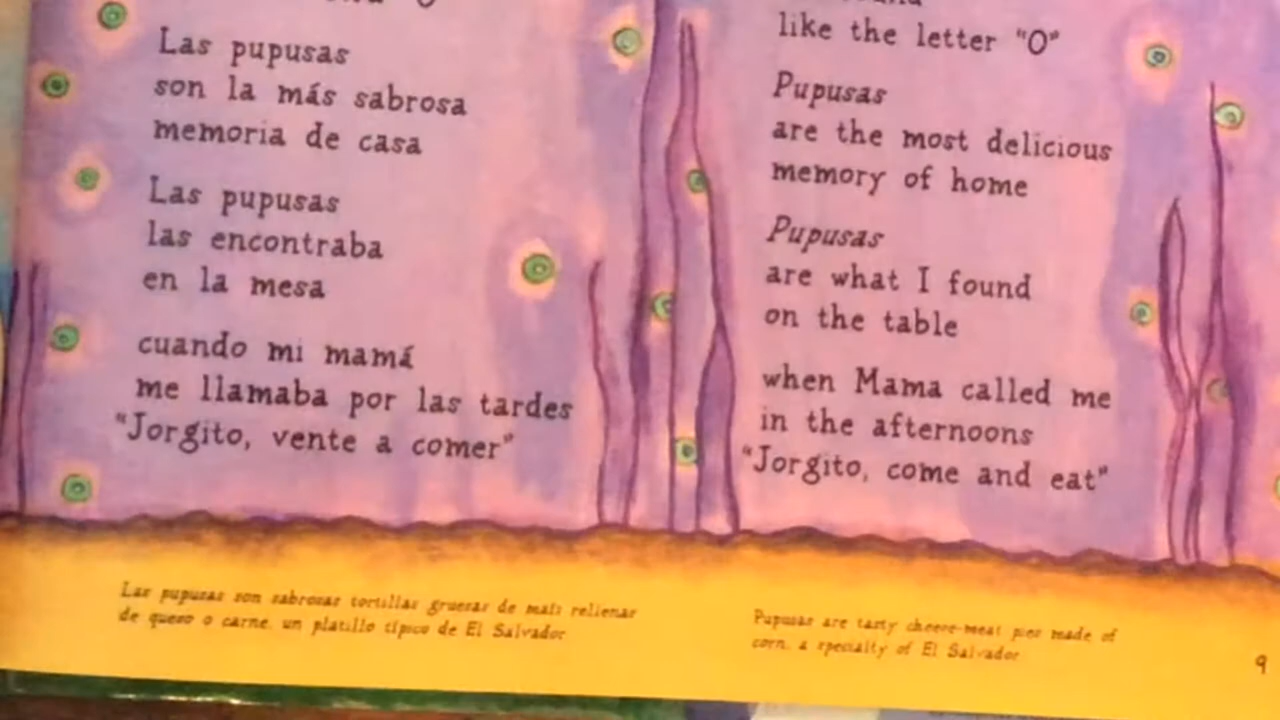 Las pupusas
son la más sabrosa
memoria de casa
Las pupusas
las encontraba
en la mesa
cuando mi mamá
me llamaba por las tardes
"Jorgito, vente a comer"
Las pupusas son sabrosas tortillas gruesas de maíz rellenas
de queso o carne, un platillo típico de El Salvador
like the letter "O"
Pupusas
are the most delicious
memory of home
Pupusas
are what I found
on the table
when Mama called me
in the afternoons
"Jorgito, come and eat"
Pupusas are tasty cheese-meat pies made of
corn, a specialty of El Salvador
9